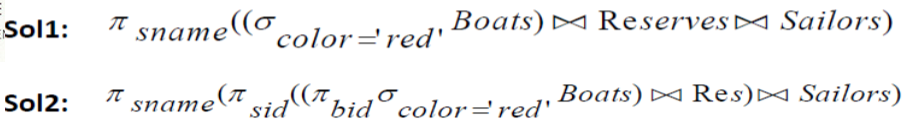 Sol1: π sname((σ color='red' Boats) ⋈ Reserves ⋈ Sailors)
Sol2: π sname(π sid((π bid σ color='red' Boats) ⋈ Res) ⋈ Sailors)